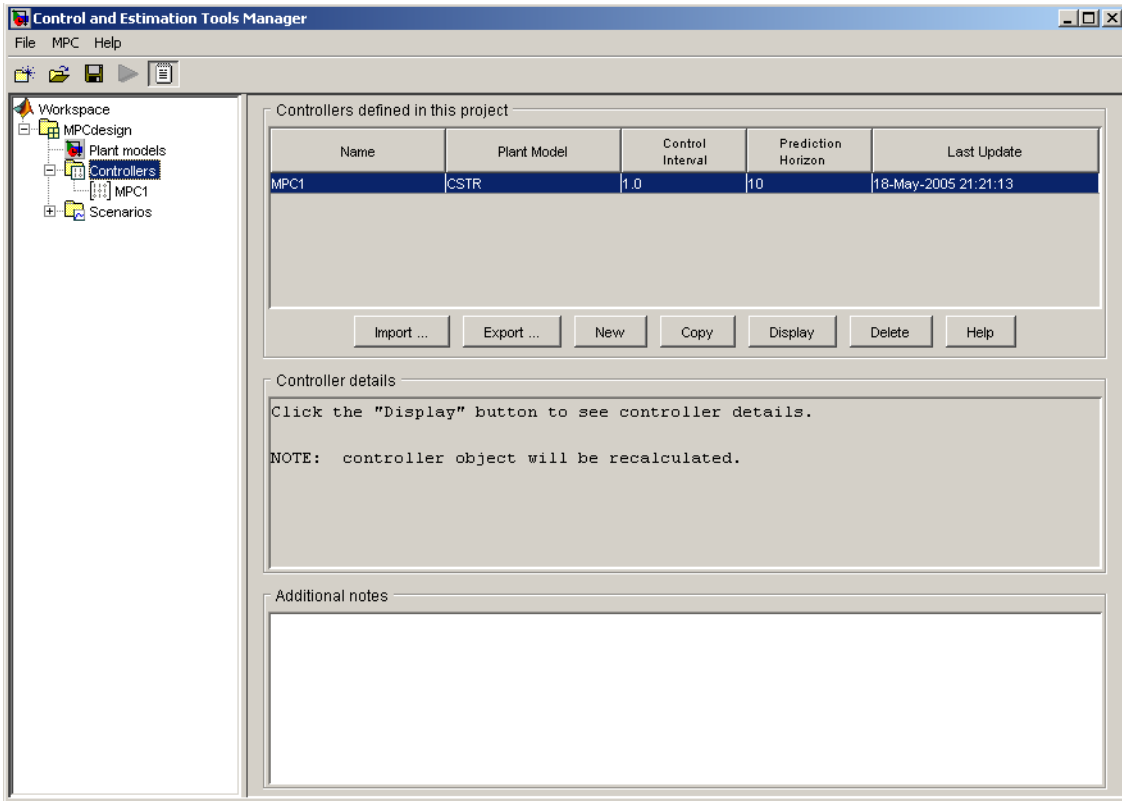 Control and Estimation Tools Manager
File MPC Help
Workspace
MPCdesign
Plant models
Controllers
MPC1
Scenarios
Controllers defined in this project
Name Plant Model Control Interval Prediction Horizon Last Update
MPC1 CSTR 1.0 10 18-May-2005 21:21:13
Import ... Export ... New Copy Display Delete Help
Controller details
Click the "Display" button to see controller details.
NOTE: controller object will be recalculated.
Additional notes